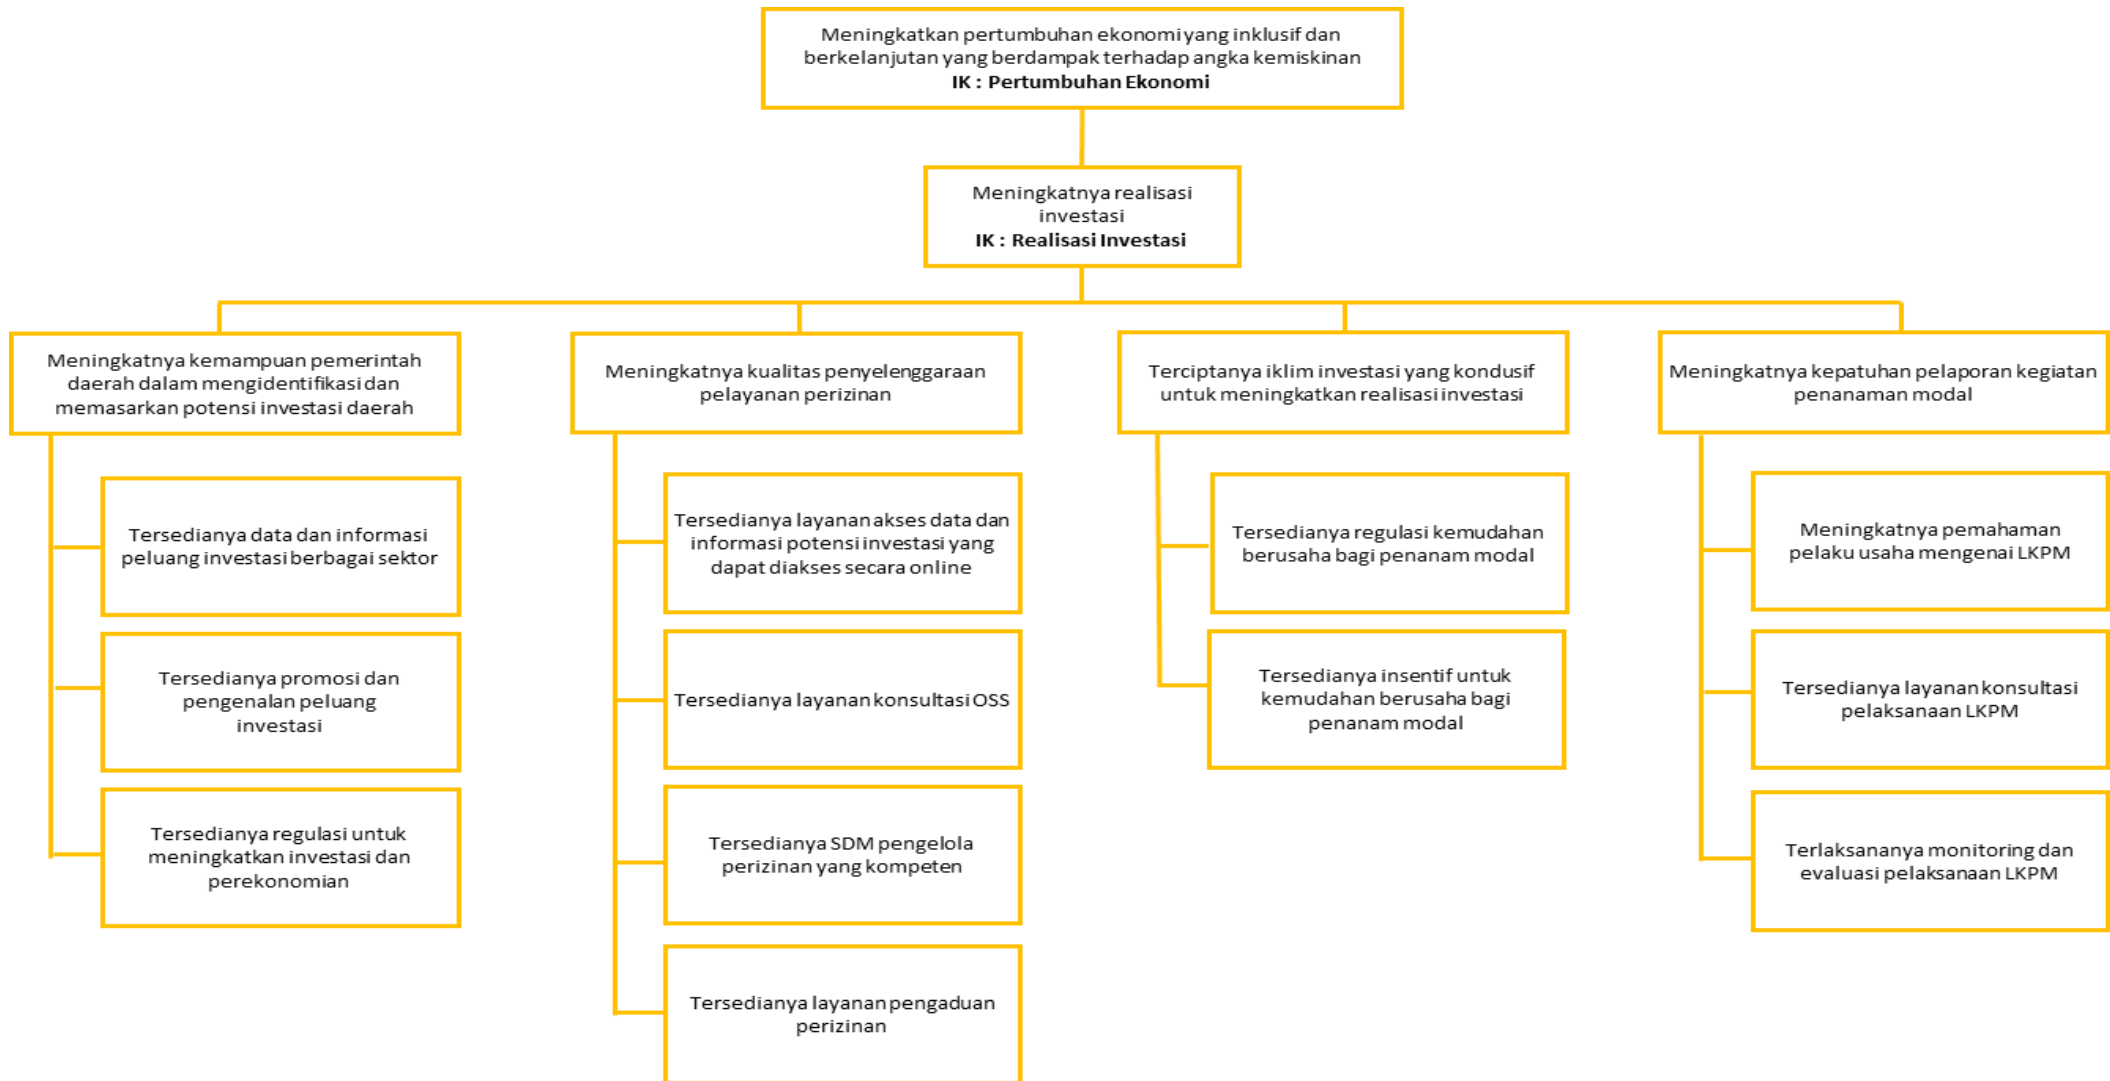 Meningkatkan pertumbuhan ekonomi yang inklusif dan
berkelanjutan yang berdampak terhadap angka kemiskinan
IK : Pertumbuhan Ekonomi
Meningkatnya realisasi
investasi
IK : Realisasi Investasi
Meningkatnya kemampuan pemerintah
daerah dalam mengidentifikasi dan
memasarkan potensi investasi daerah
Tersedianya data dan informasi
peluang investasi berbagai sektor
Tersedianya promosi dan
pengenalan peluang
investasi
Tersedianya regulasi untuk
meningkatkan investasi dan
perekonomian
Meningkatnya kualitas penyelenggaraan
pelayanan perizinan
Tersedianya layanan akses data dan
informasi potensi investasi yang
dapat diakses secara online
Tersedianya layanan konsultasi OSS
Tersedianya SDM pengelola
perizinan yang kompeten
Tersedianya layanan pengaduan
perizinan
Terciptanya iklim investasi yang kondusif
untuk meningkatkan realisasi investasi
Tersedianya regulasi kemudahan
berusaha bagi penanam modal
Tersedianya insentif untuk
kemudahan berusaha bagi
penanam modal
Meningkatnya kepatuhan pelaporan kegiatan
penanaman modal
Meningkatnya pemahaman
pelaku usaha mengenai LKPM
Tersedianya layanan konsultasi
pelaksanaan LKPM
Terlaksananya monitoring dan
evaluasi pelaksanaan LKPM